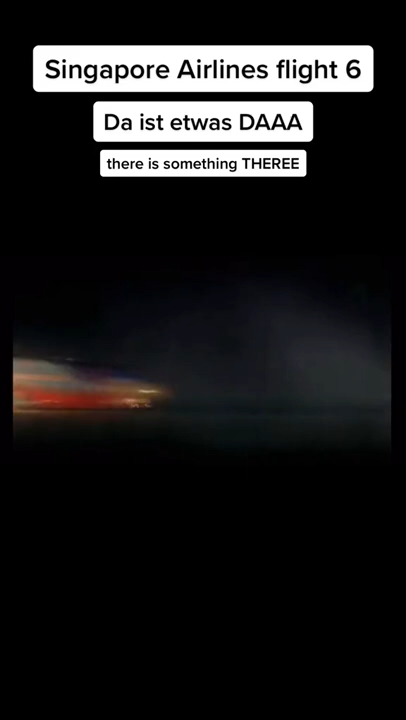 Singapore Airlines flight 6
Da ist etwas DAAA
there is something THEREE